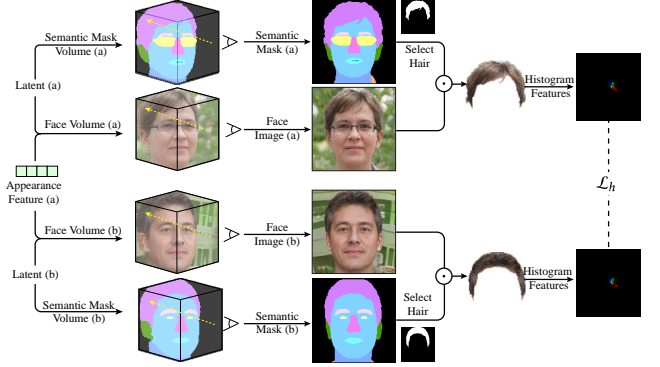 Semantic Mask
Volume (a)
Semantic
Mask (a)
Select
Hair
Latent (a)
Histogram
Features
Face Volume (a)
Face
Image (a)
Appearance
Feature (a)
ℒh
Face Volume (b)
Face
Image (b)
Latent (b)
Histogram
Features
Semantic Mask
Volume (b)
Semantic
Mask (b)
Select
Hair